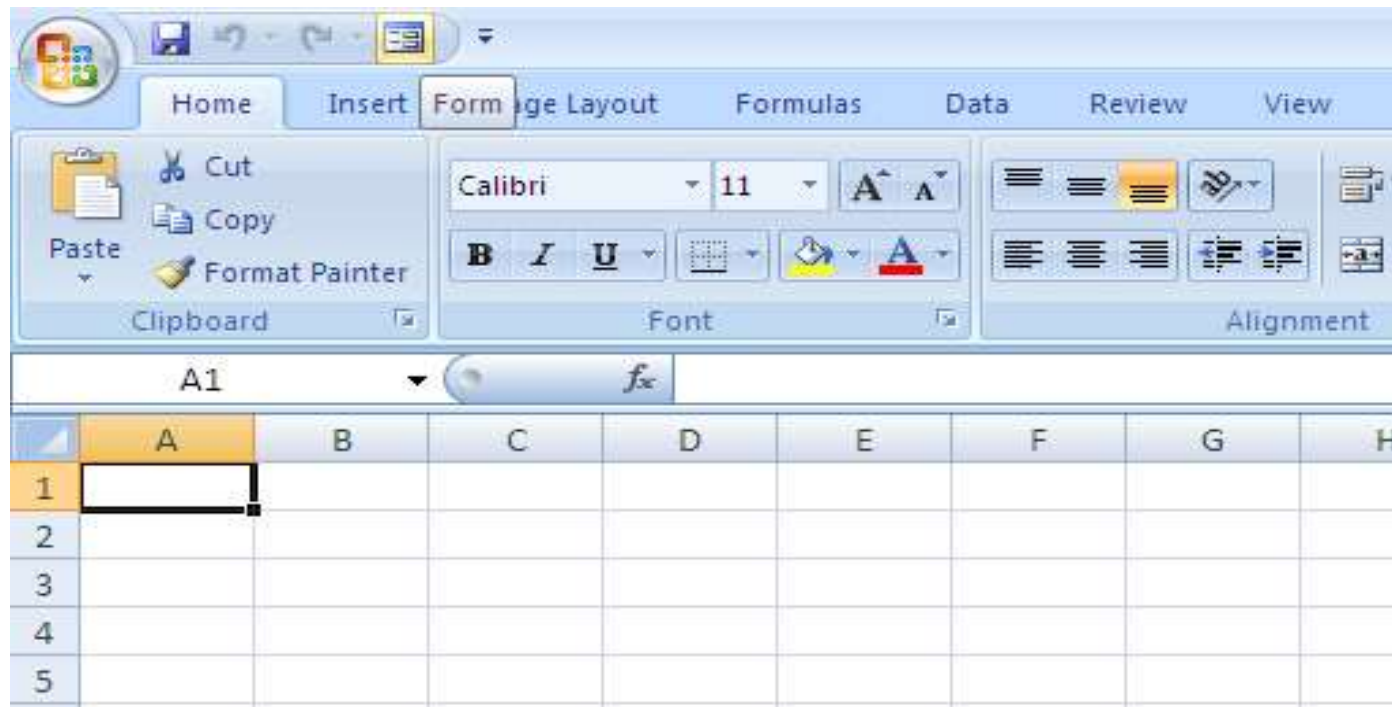 Home Insert Form ge Layout Formulas Data Review View
Cut
Calibri 11 A A
Copy
Paste
B I U A a
Format Painter
Clipboard Font Alignment
A1 fx
A B C D E F G H
1
2
3
4
5